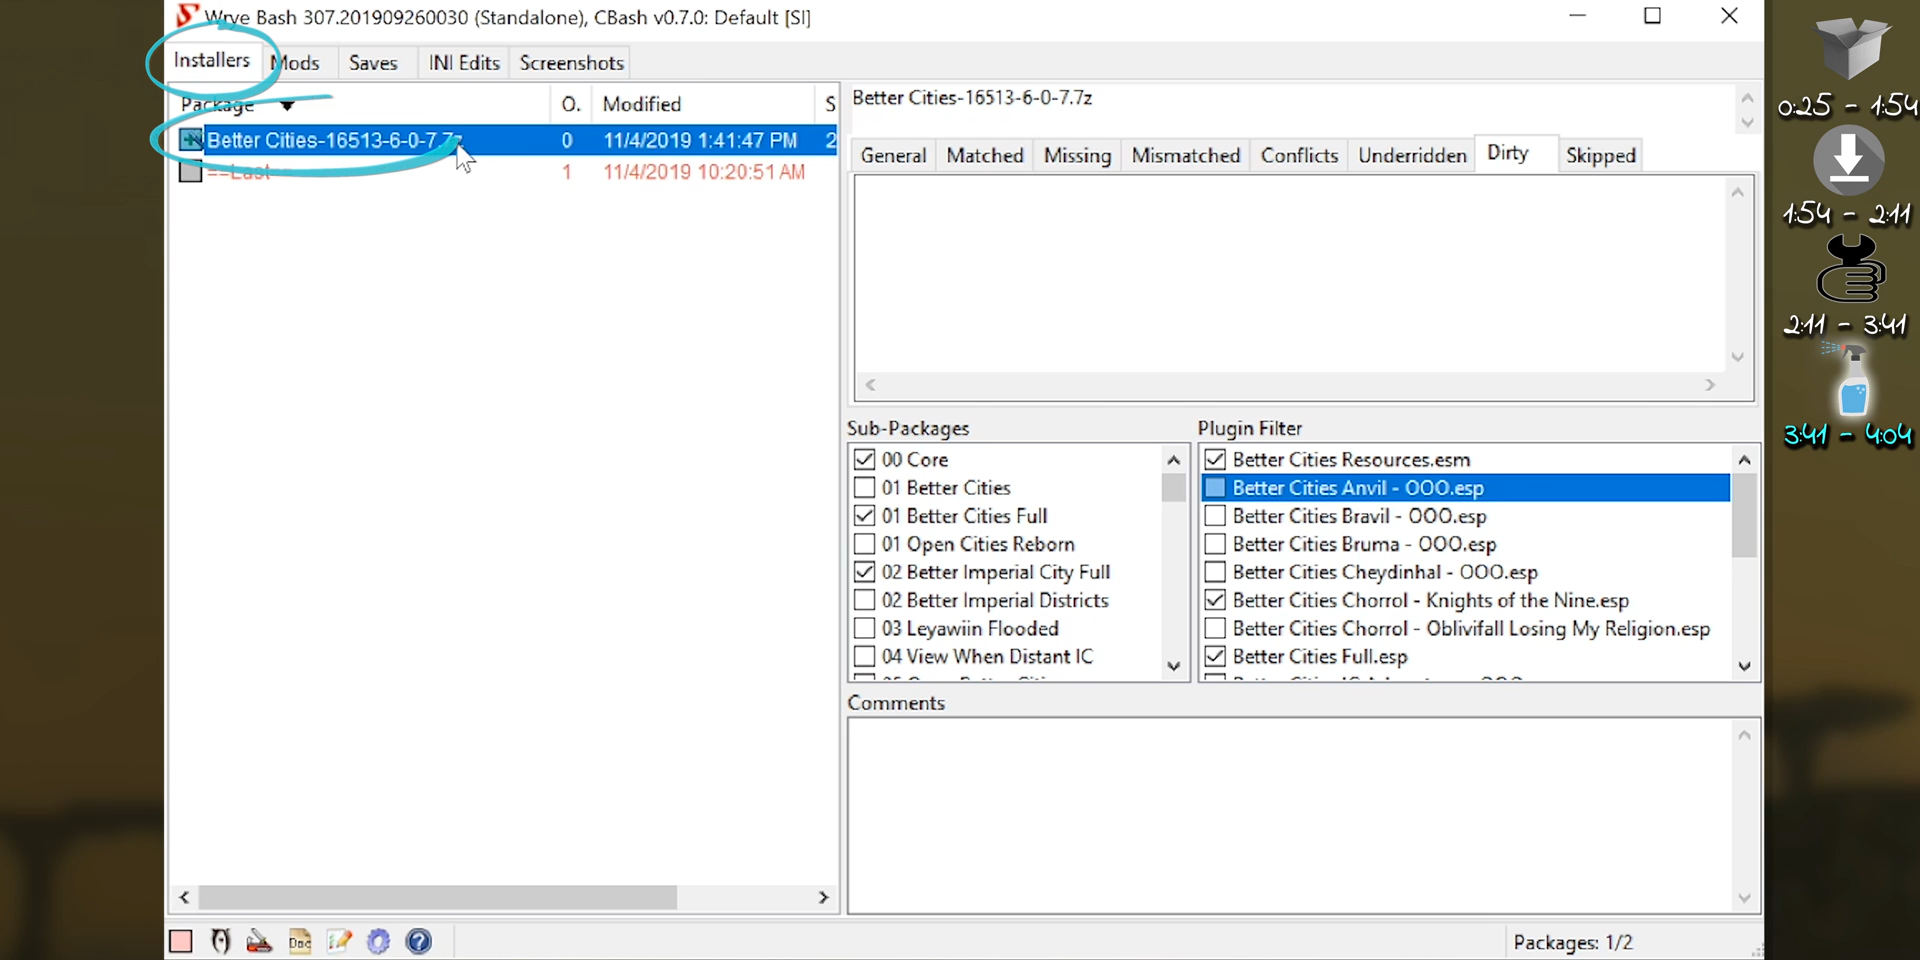 Wrye Bash 307.201909260030 (Standalone), CBash v0.7.0: Default [SI]
Installers Mods Saves INI Edits Screenshots
Package O. Modified S
Better Cities-16513-6-0-7.7z 0 11/4/2019 1:41:47 PM 2
==Last 1 11/4/2019 10:20:51 AM
Better Cities-16513-6-0-7.7z
General Matched Missing Mismatched Conflicts Underridden Dirty Skipped
Sub-Packages
00 Core
01 Better Cities
01 Better Cities Full
01 Open Cities Reborn
02 Better Imperial City Full
02 Better Imperial Districts
03 Leyawiin Flooded
04 View When Distant IC
Plugin Filter
Better Cities Resources.esm
Better Cities Anvil - OOO.esp
Better Cities Bravil - OOO.esp
Better Cities Bruma - OOO.esp
Better Cities Cheydinhal - OOO.esp
Better Cities Chorrol - Knights of the Nine.esp
Better Cities Chorrol - Oblivifall Losing My Religion.esp
Better Cities Full.esp
Comments
Doc
Packages: 1/2
0:25 - 1:54
1:54 - 2:11
2:11 - 3:41
3:41 - 4:04